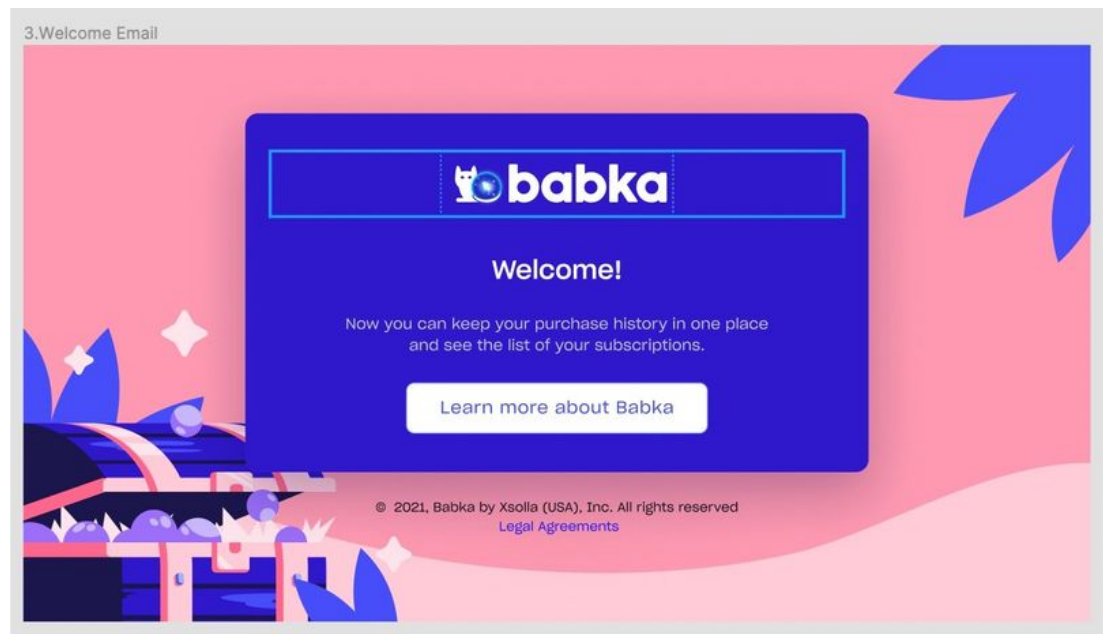 3.Welcome Email
babka
Welcome!
Now you can keep your purchase history in one place
and see the list of your subscriptions.
Learn more about Babka
© 2021, Babka by Xsolla (USA), Inc. All rights reserved
Legal Agreements